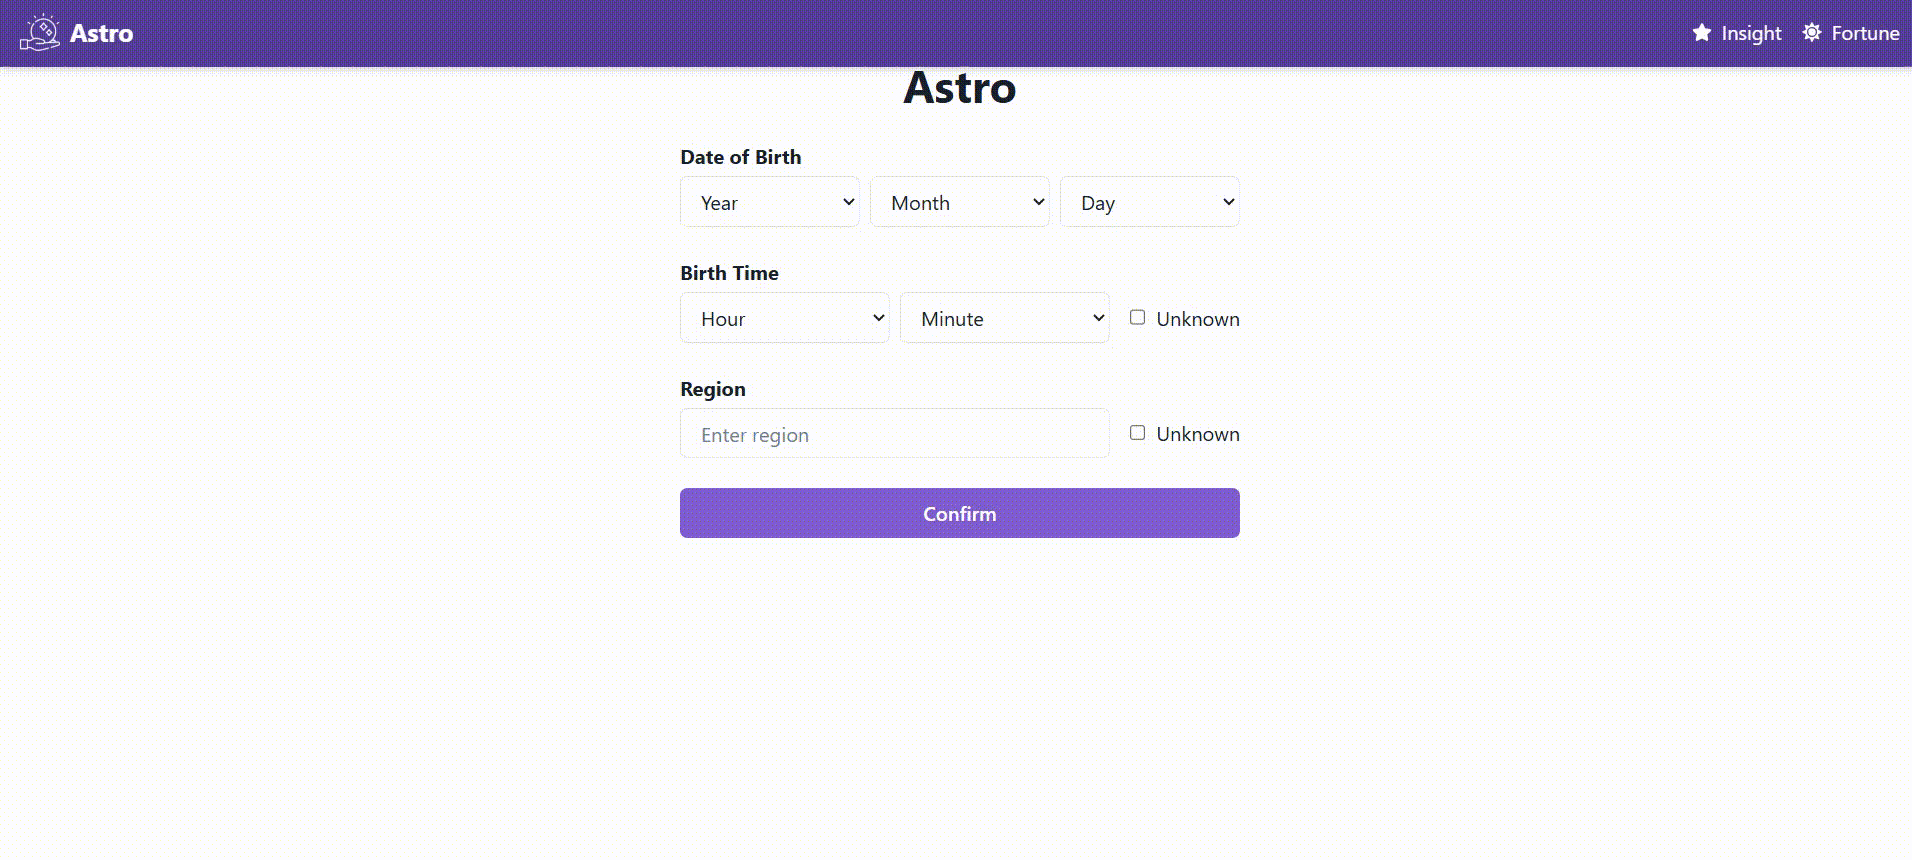 Astro Insight Fortune
Astro
Date of Birth
Year Month Day
Birth Time
Hour Minute Unknown
Region
Enter region Unknown
Confirm